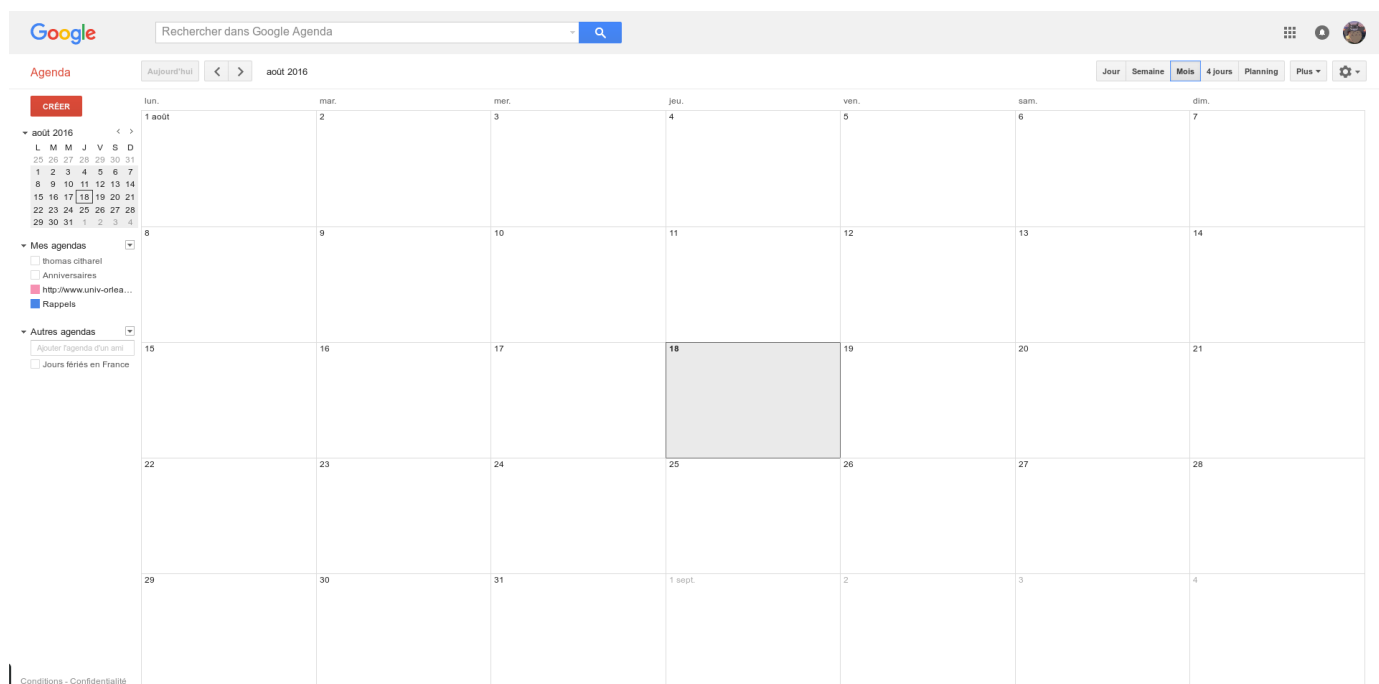 Google Rechercher dans Google Agenda
Agenda Aujourd'hui août 2016 Jour Semaine Mois 4 jours Planning Plus
CRÉER
août 2016
L M M J V S D
25 26 27 28 29 30 31
1 2 3 4 5 6 7
8 9 10 11 12 13 14
15 16 17 18 19 20 21
22 23 24 25 26 27 28
29 30 31 1 2 3 4
Mes agendas
thomas citharel
Anniversaires
http://www.univ-orlea...
Rappels
Autres agendas
Ajouter l'agenda d'un ami
Jours fériés en France
Conditions - Confidentialité
lun. mar. mer. jeu. ven. sam. dim.
1 août 2 3 4 5 6 7
8 9 10 11 12 13 14
15 16 17 18 19 20 21
22 23 24 25 26 27 28
29 30 31 1 sept. 2 3 4